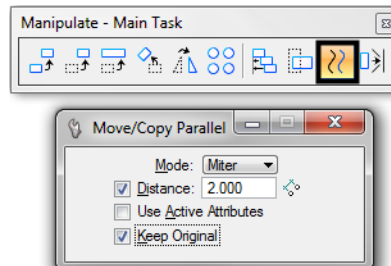 Manipulate - Main Task
Move/Copy Parallel
Mode: Miter
Distance: 2.000
Use Active Attributes
Keep Original